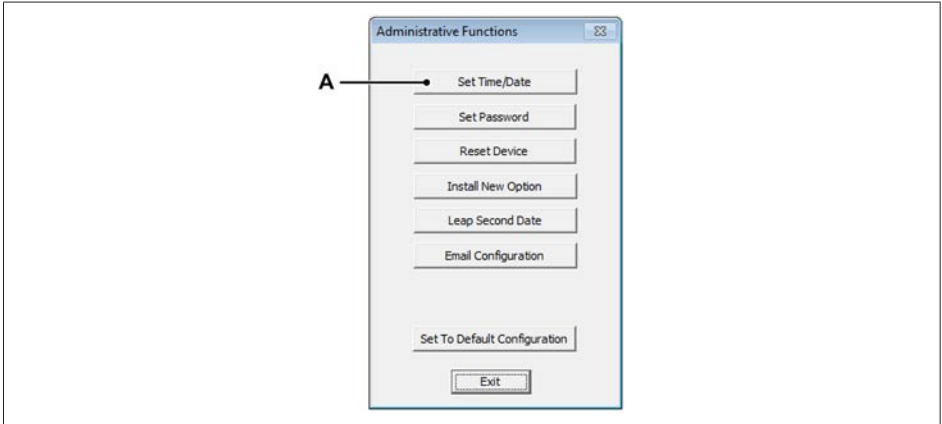 Administrative Functions
A
Set Time/Date
Set Password
Reset Device
Install New Option
Leap Second Date
Email Configuration
Set To Default Configuration
Exit